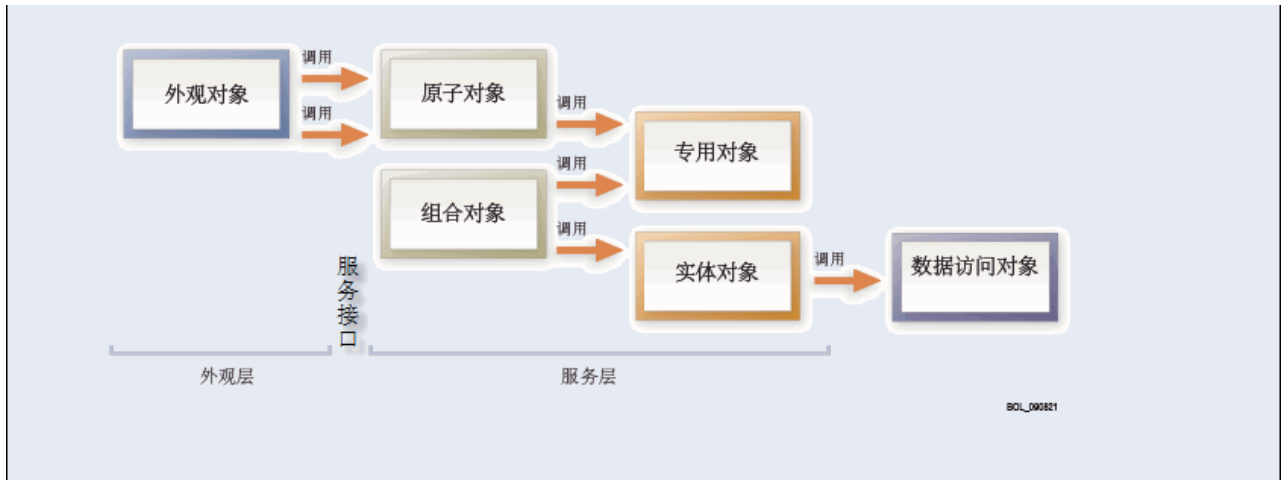 外观对象
调用
调用
原子对象
调用
专用对象
调用
组合对象
调用
实体对象
调用
数据访问对象
服务接口
外观层
服务层
BOL_090821